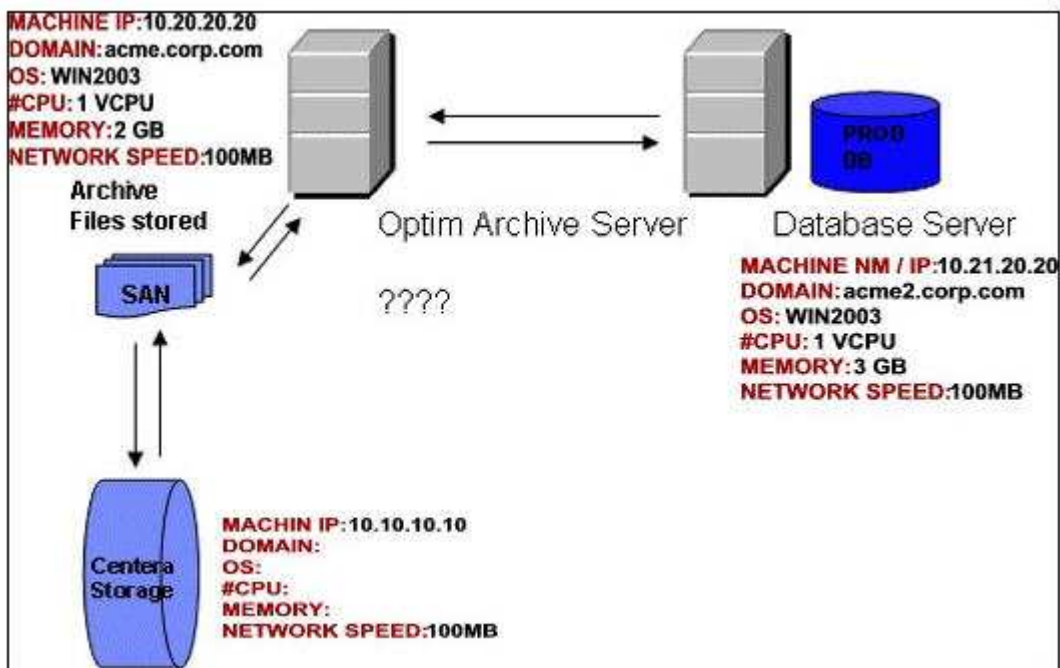 MACHINE IP:10.20.20.20
DOMAIN: acme.corp.com
OS: WIN2003
#CPU: 1 VCPU
MEMORY: 2 GB
NETWORK SPEED:100MB
Archive
Files stored
SAN
Optim Archive Server
????
PROD
DB
Database Server
MACHINE NM / IP:10.21.20.20
DOMAIN: acme2.corp.com
OS: WIN2003
#CPU: 1 VCPU
MEMORY: 3 GB
NETWORK SPEED:100MB
Centera
Storage
MACHIN IP:10.10.10.10
DOMAIN:
OS:
#CPU:
MEMORY:
NETWORK SPEED:100MB